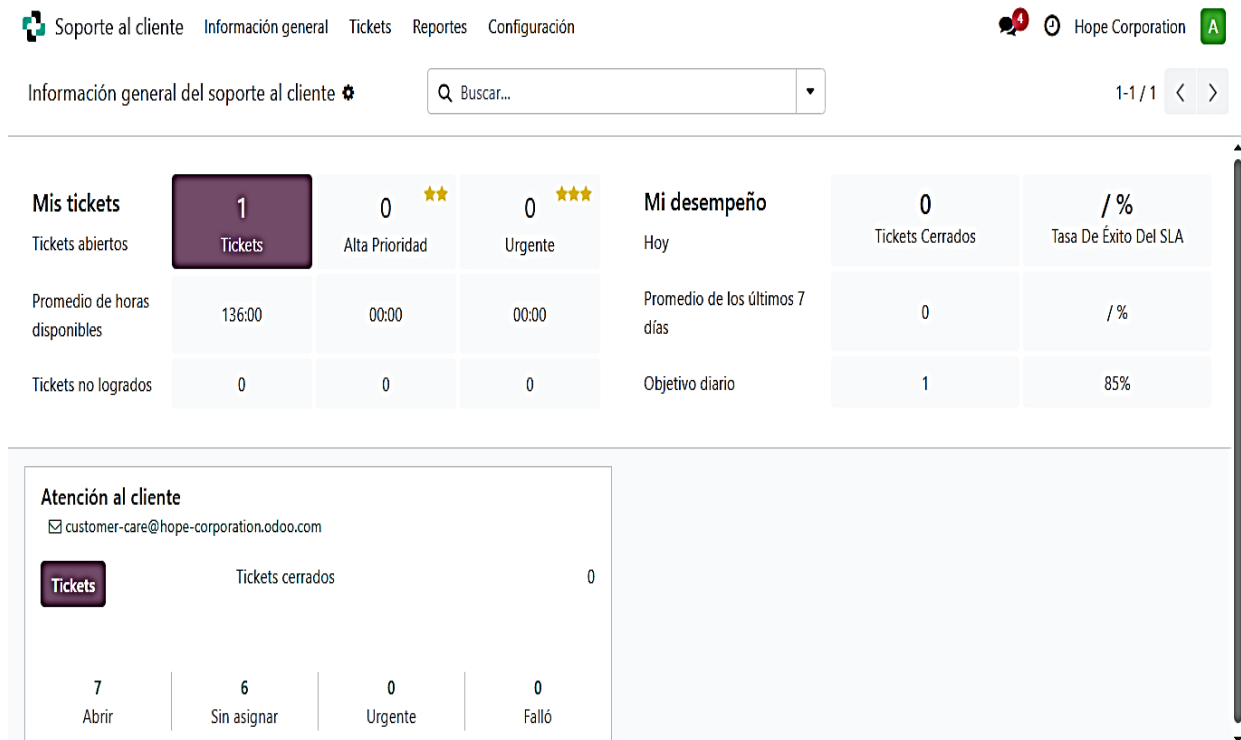 Soporte al cliente Información general Tickets Reportes Configuración 4 Hope Corporation A
Información general del soporte al cliente Buscar... 1-1 / 1
Mis tickets
Tickets abiertos
1
Tickets
0
Alta Prioridad
0
Urgente
Promedio de horas
disponibles
136:00 00:00 00:00
Tickets no logrados 0 0 0
Mi desempeño
Hoy
0
Tickets Cerrados
/ %
Tasa De Éxito Del SLA
Promedio de los últimos 7
días
0 / %
Objetivo diario 1 85%
Atención al cliente
customer-care@hope-corporation.odoo.com
Tickets Tickets cerrados 0
7
Abrir
6
Sin asignar
0
Urgente
0
Falló